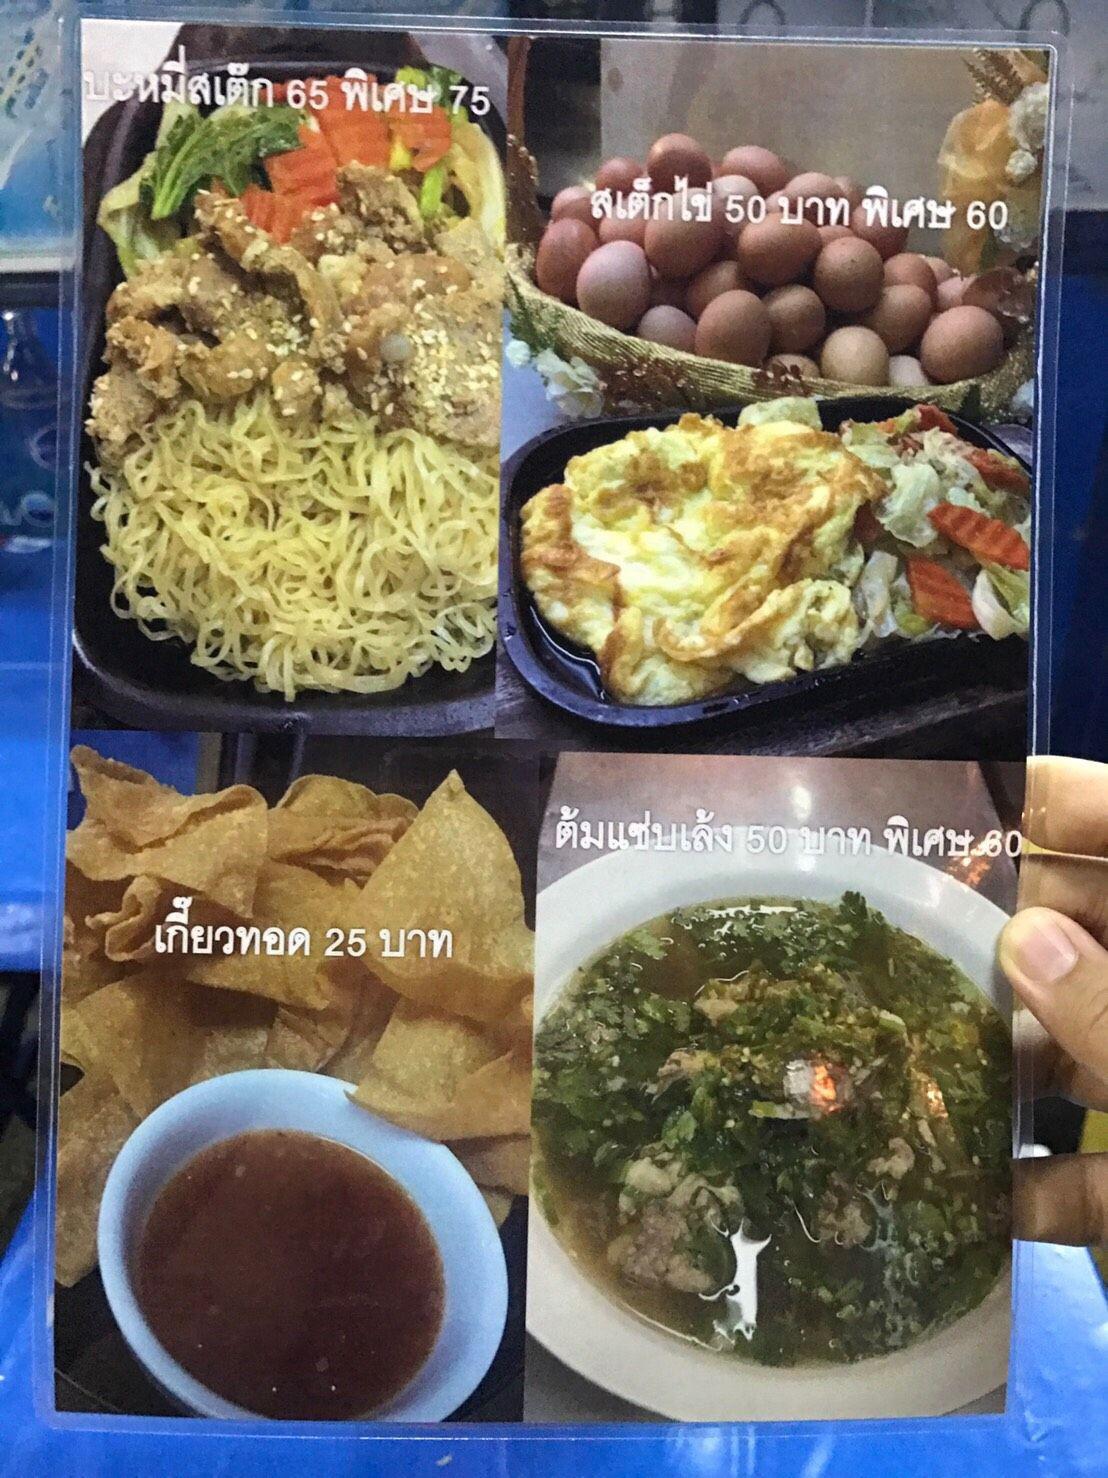 บะหมี่สเต๊ก 65 พิเศษ 75
สเต็กไข่ 50 บาท พิเศษ 60
เกี๊ยวทอด 25 บาท
ต้มแซ่บเล้ง 50 บาท พิเศษ 60